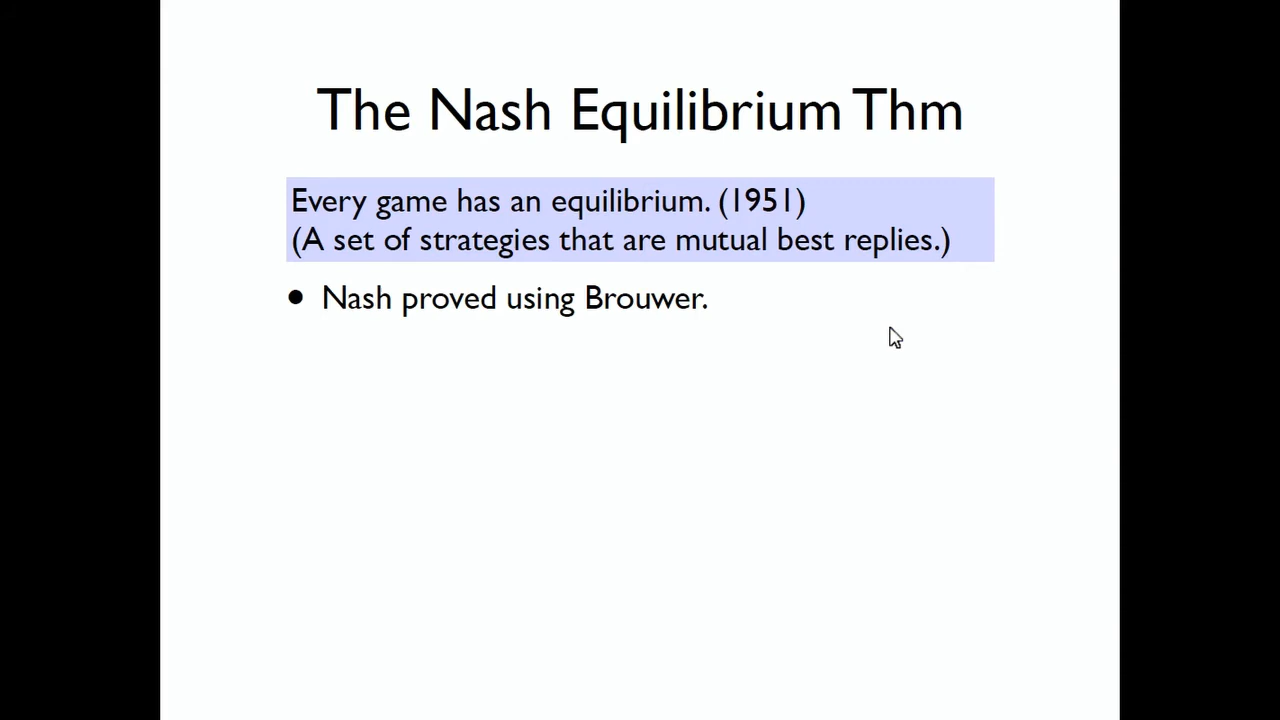 The Nash Equilibrium Thm
Every game has an equilibrium. (1951)
(A set of strategies that are mutual best replies.)
• Nash proved using Brouwer.